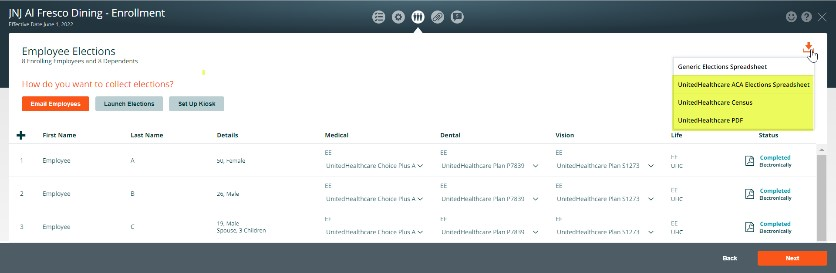 JNJ Al Fresco Dining - Enrollment
Effective Date June 1, 2022
Employee Elections
8 Enrolling Employees and 8 Dependents
How do you want to collect elections?
Email Employees Launch Elections Set Up Kiosk
Generic Elections Spreadsheet
UnitedHealthcare ACA Elections Spreadsheet
UnitedHealthcare Census
UnitedHealthcare PDF
First Name Last Name Details Medical Dental Vision Life Status
1 Employee A 50, Female EE UnitedHealthcare Choice Plus A EE UnitedHealthcare Plan P7839 EE UnitedHealthcare Plan S1273 EE UHC Completed Electronically
2 Employee B 26, Male EE UnitedHealthcare Choice Plus A EE UnitedHealthcare Plan P7839 EE UnitedHealthcare Plan S1273 EE UHC Completed Electronically
3 Employee C 19, Male Spouse, 3 Children EE UnitedHealthcare Choice Plus A EE UnitedHealthcare Plan P7839 EE UnitedHealthcare Plan S1273 EE UHC Completed Electronically
Back Next